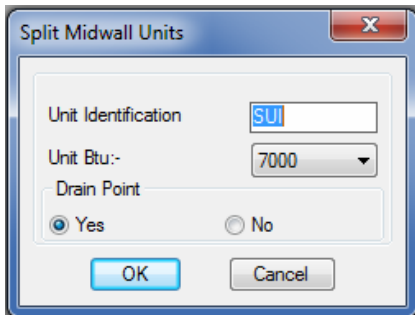 Split Midwall Units
Unit Identification SUI
Unit Btu:- 7000
Drain Point
Yes No
OK Cancel